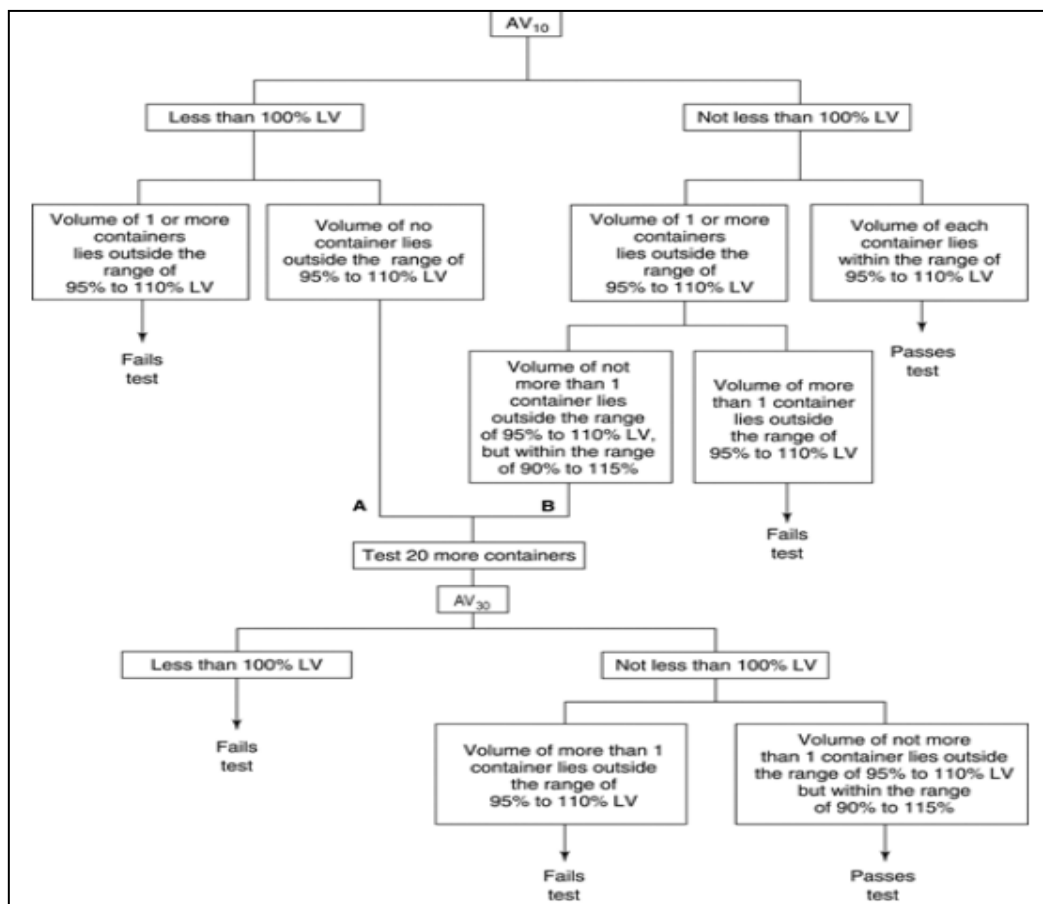 AV10
Less than 100% LV
Not less than 100% LV
Volume of 1 or more
containers
lies outside the
range of
95% to 110% LV
Volume of no
container lies
outside the range of
95% to 110% LV
Volume of 1 or more
containers
lies outside the
range of
95% to 110% LV
Volume of each
container lies
within the range of
95% to 110% LV
Fails
test
Passes
test
Volume of not
more than 1
container lies
outside the range
of 95% to 110% LV,
but within the range
of 90% to 115%
Volume of more
than 1 container
lies outside
the range of
95% to 110% LV
A
B
Fails
test
Test 20 more containers
AV30
Less than 100% LV
Not less than 100% LV
Fails
test
Volume of more than 1
container lies outside
the range of
95% to 110% LV
Volume of not more
than 1 container lies outside
the range of 95% to 110% LV
but within the range
of 90% to 115%
Fails
test
Passes
test